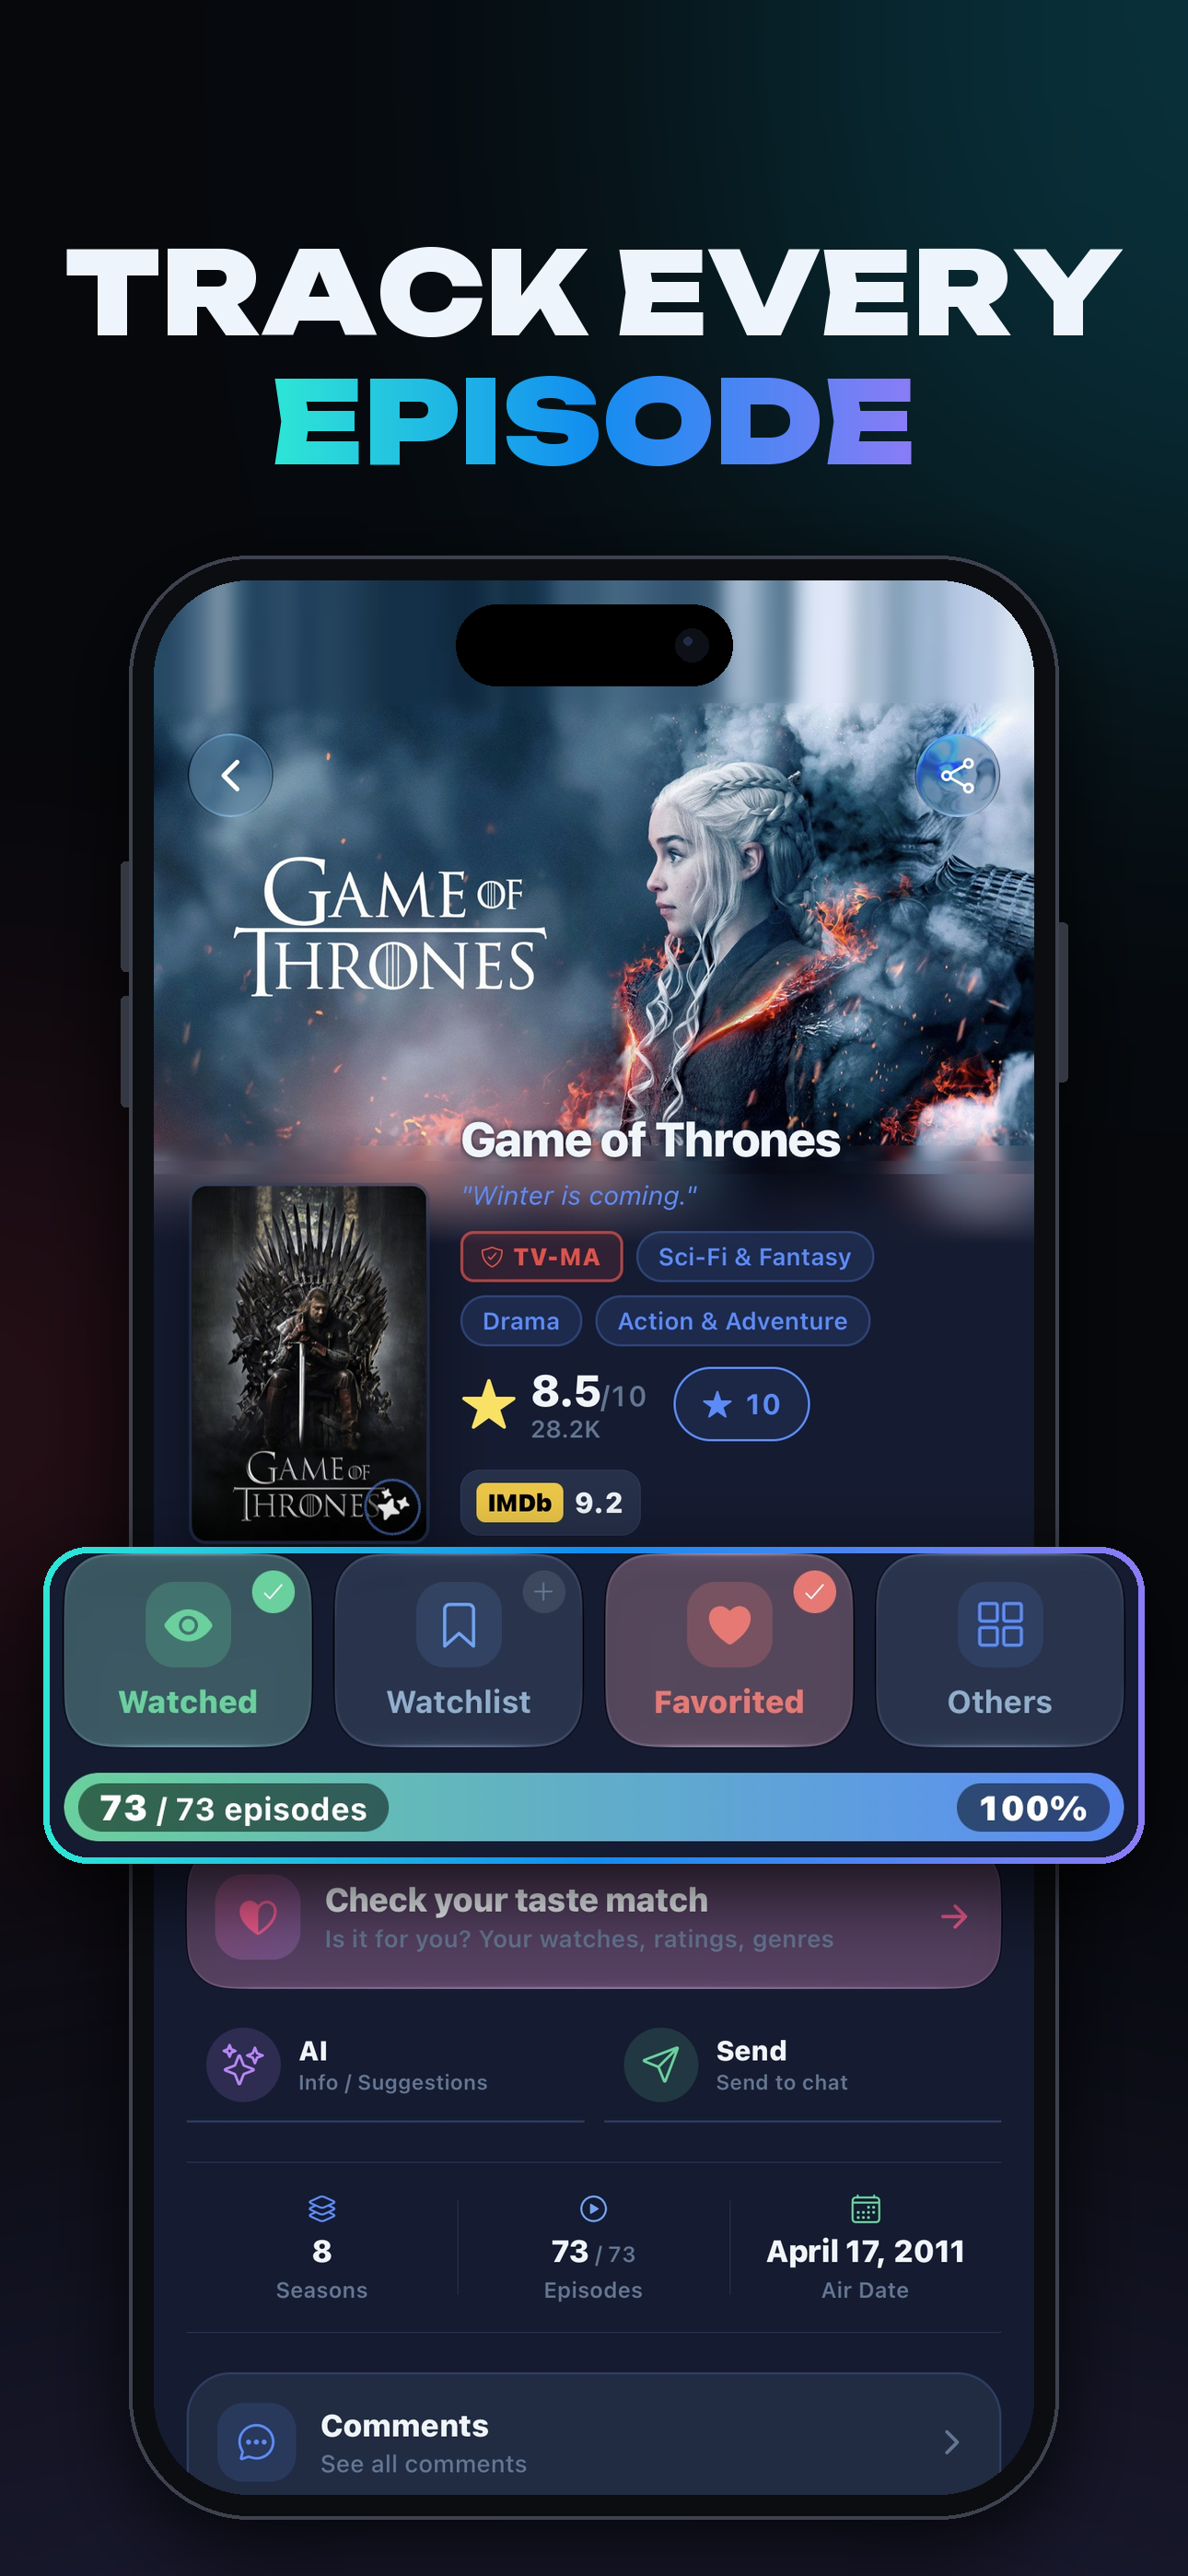 TRACK EVERY
EPISODE
GAME OF
THRONES
Game of Thrones
"Winter is coming."
TV-MA Sci-Fi & Fantasy
Drama Action & Adventure
8.5/10
28.2K
10
GAME OF
THRONES
IMDb 9.2
Watched Watchlist Favorited Others
73 / 73 episodes 100%
Check your taste match
Is it for you? Your watches, ratings, genres
AI
Info / Suggestions
Send
Send to chat
8 73 / 73 April 17, 2011
Seasons Episodes Air Date
Comments
See all comments